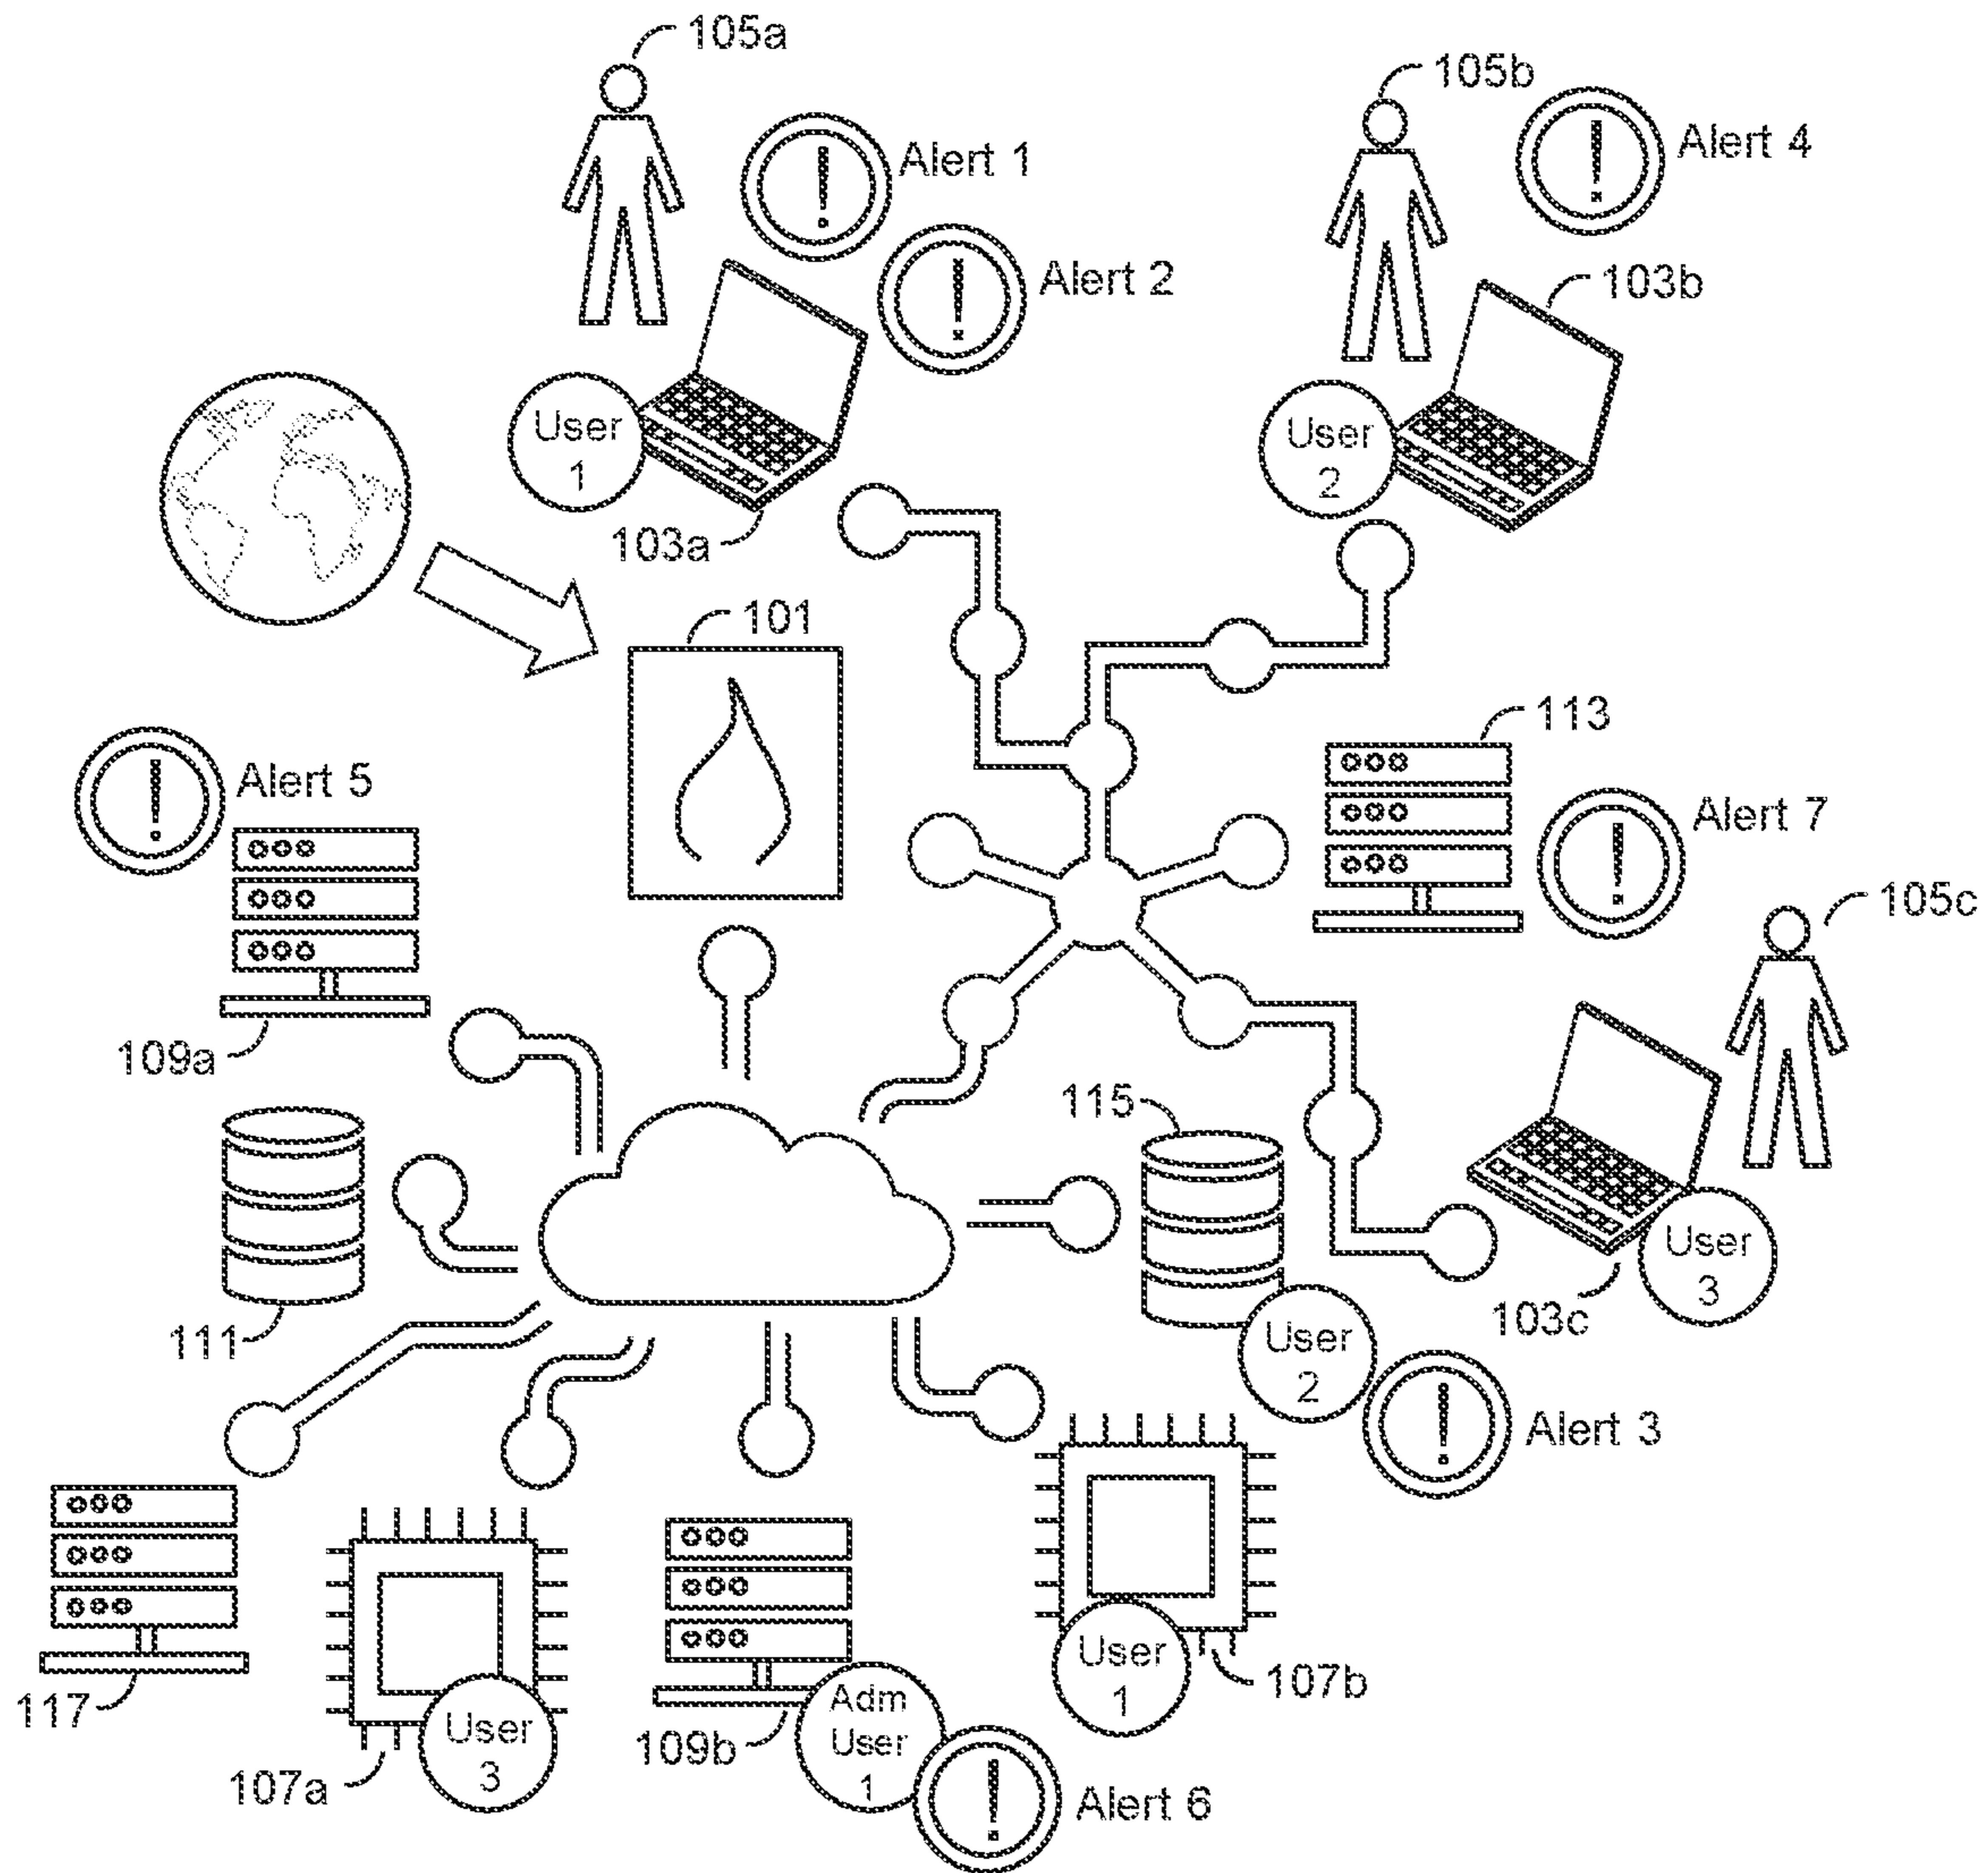 105a
105b
Alert 1
Alert 4
Alert 2
103b
User
1
User
2
103a
101
113
Alert 5
Alert 7
105c
109a
115
User
3
111
103c
User
2
Alert 3
User
1
117
107b
Adm
User
1
109b
User
3
107a
Alert 6